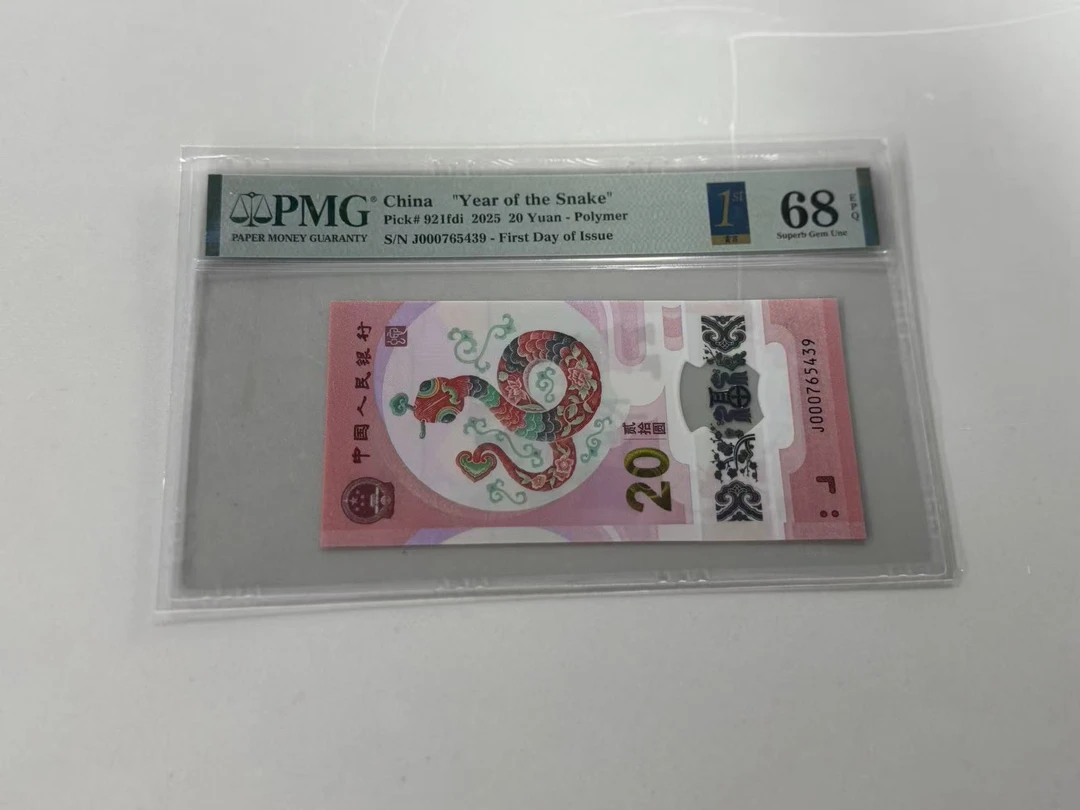 PMG®
PAPER MONEY GUARANTY
China "Year of the Snake"
Pick# 921fdi 2025 20 Yuan - Polymer
S/N J000765439 - First Day of Issue
1ST
68
EPQ
Superb Gem Unc
中国人民银行
贰拾圆
20
福
J000765439